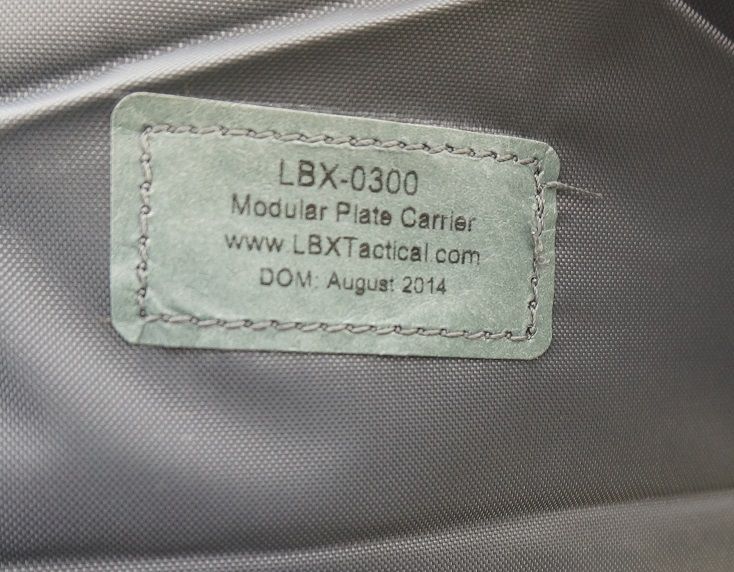 LBX-0300
Modular Plate Carrier
www.LBXTactical.com
DOM: August 2014